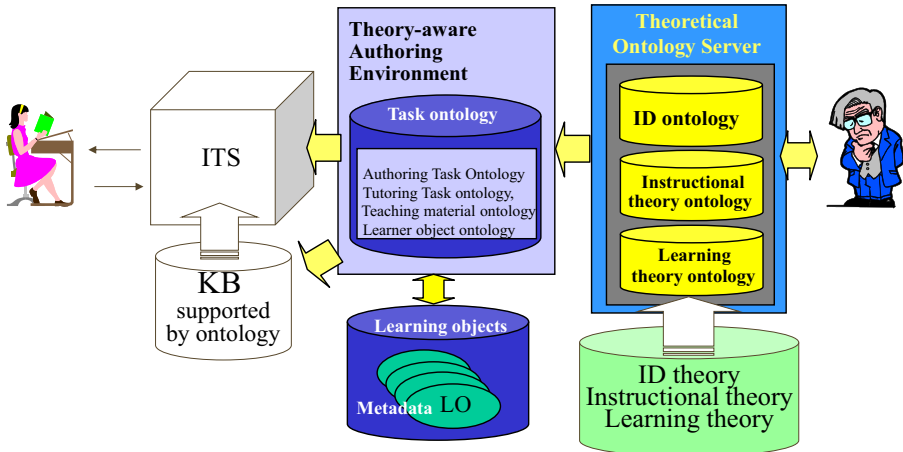 Theory-aware
Authoring
Environment
Theoretical
Ontology Server
Task ontology
Authoring Task Ontology
Tutoring Task ontology,
Teaching material ontology
Learner object ontology
ID ontology
Instructional
theory ontology
Learning
theory ontology
ITS
KB
supported
by ontology
Learning objects
Metadata
LO
ID theory
Instructional theory
Learning theory